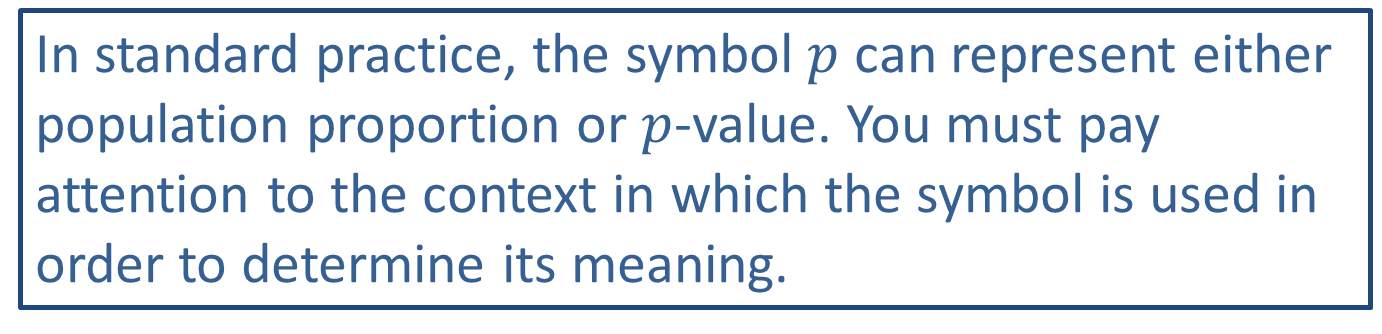 In standard practice, the symbol p can represent either
population proportion or p-value. You must pay
attention to the context in which the symbol is used in
order to determine its meaning.